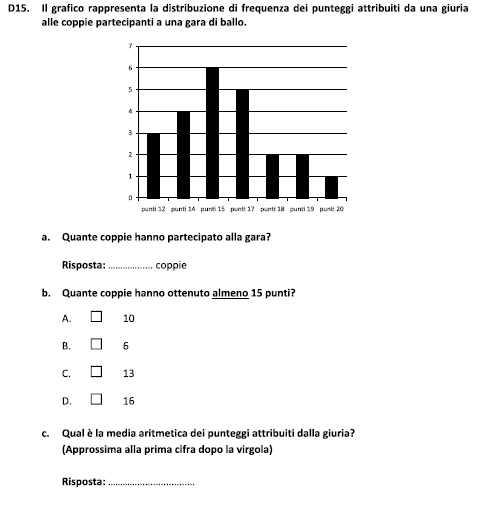 D15. Il grafico rappresenta la distribuzione di frequenza dei punteggi attribuiti da una giuria
alle coppie partecipanti a una gara di ballo.
7
6
5
4
3
2
1
0
punti 12 punti 14 punti 15 punti 17 punti 18 punti 19 punti 20
a. Quante coppie hanno partecipato alla gara?
Risposta: ................. coppie
b. Quante coppie hanno ottenuto almeno 15 punti?
A. ☐ 10
B. ☐ 6
C. ☐ 13
D. ☐ 16
c. Qual è la media aritmetica dei punteggi attribuiti dalla giuria?
(Approssima alla prima cifra dopo la virgola)
Risposta: .................................